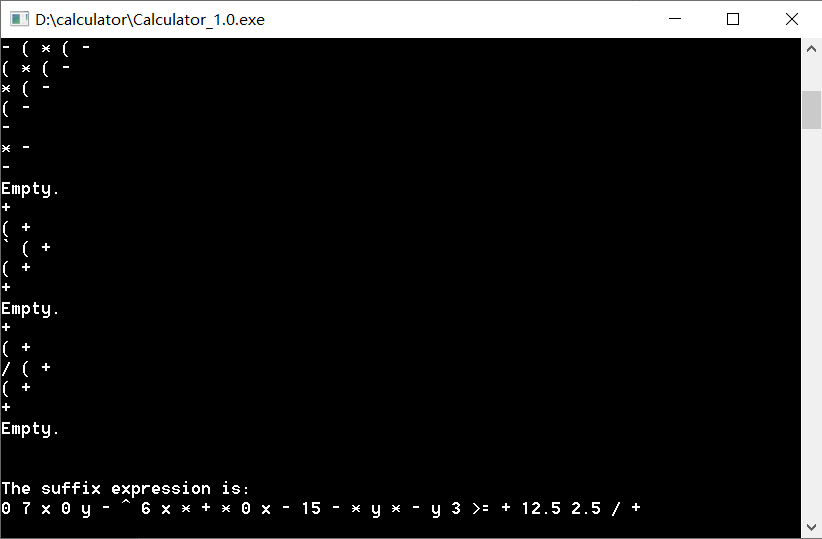 D:\calculator\Calculator_1.0.exe
- ( * ( -
( * ( -
* ( -
( -
-
* -
-
Empty.
+
( +
` ( +
( +
+
Empty.
+
( +
/ ( +
( +
+
Empty.
The suffix expression is:
0 7 x 0 y - ^ 6 x * + * 0 x - 15 - * y * - y 3 >= + 12.5 2.5 / +